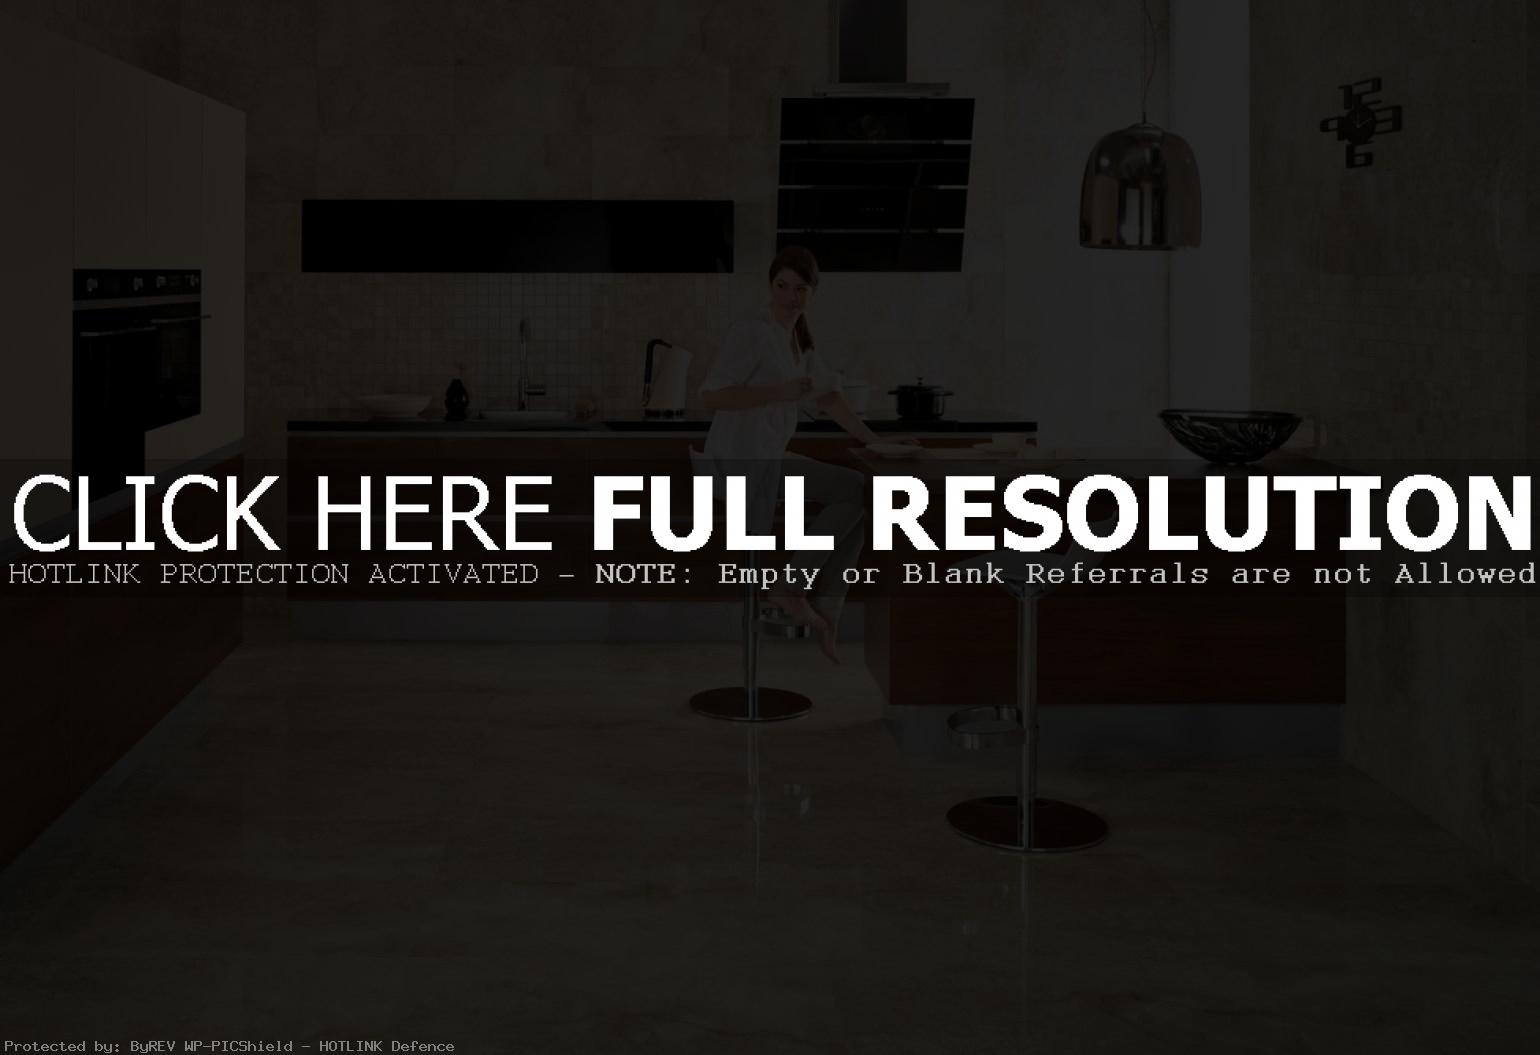 CLICK HERE FULL RESOLUTION
HOTLINK PROTECTION ACTIVATED – NOTE: Empty or Blank Referrals are not Allowed
Protected by: ByREV WP-PICShield – HOTLINK Defence